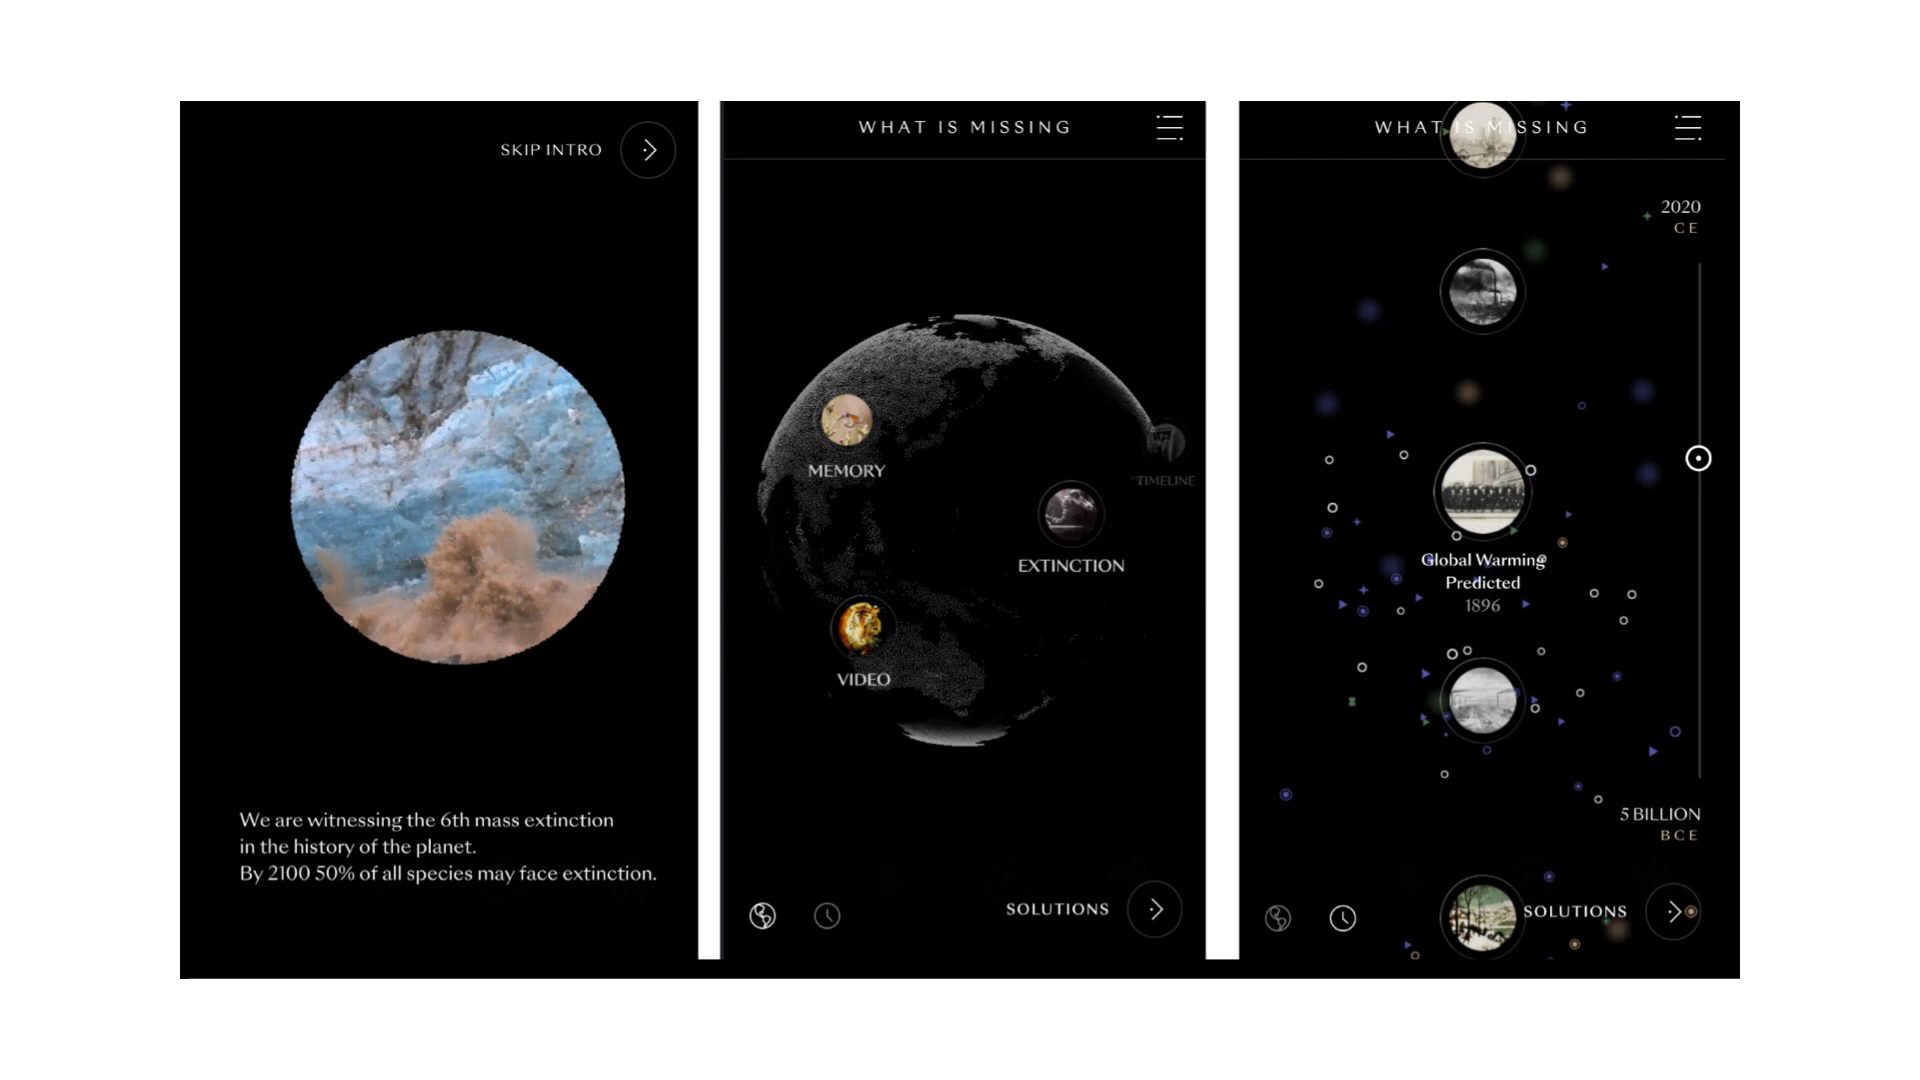 SKIP INTRO
We are witnessing the 6th mass extinction
in the history of the planet.
By 2100 50% of all species may face extinction.
WHAT IS MISSING
MEMORY
TIMELINE
EXTINCTION
VIDEO
SOLUTIONS
WHAT IS MISSING
2020
CE
Global Warming
Predicted
1896
5 BILLION
BCE
SOLUTIONS